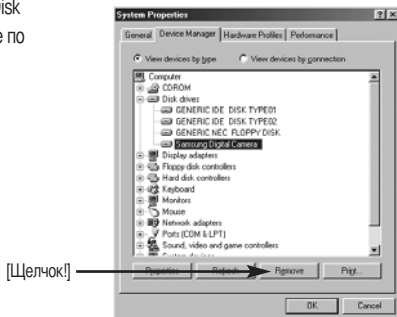 Disk
е по
System Properties
General Device Manager Hardware Profiles Performance
View devices by type View devices by connection
Computer
CDROM
Disk drives
GENERIC IDE DISK TYPE01
GENERIC IDE DISK TYPE02
GENERIC NEC FLOPPY DISK
Samsung Digital Camera
Display adapters
Floppy disk controllers
Hard disk controllers
Keyboard
Monitors
Mouse
Network adapters
Ports (COM & LPT)
Sound, video and game controllers
System devices
[Щелчок!]
Properties Refresh Remove Print...
OK Cancel